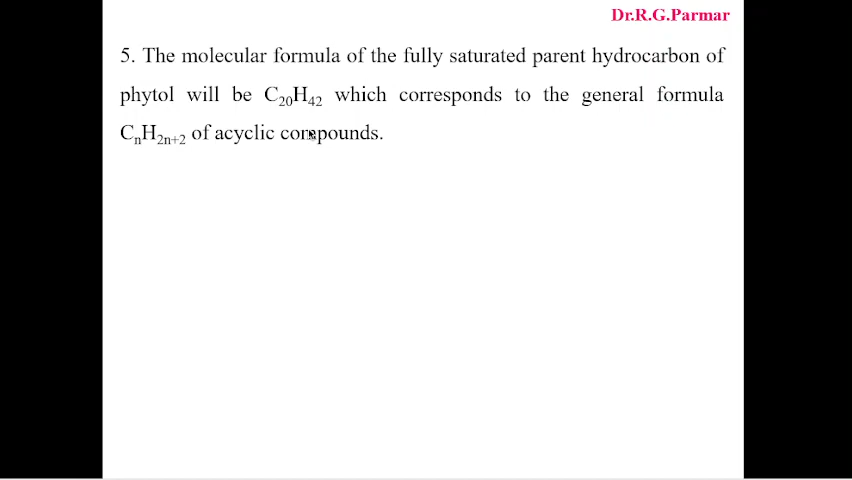 Dr.R.G.Parmar
5. The molecular formula of the fully saturated parent hydrocarbon of
phytol will be C₂₀H₄₂ which corresponds to the general formula
CₙH₂ₙ₊₂ of acyclic compounds.